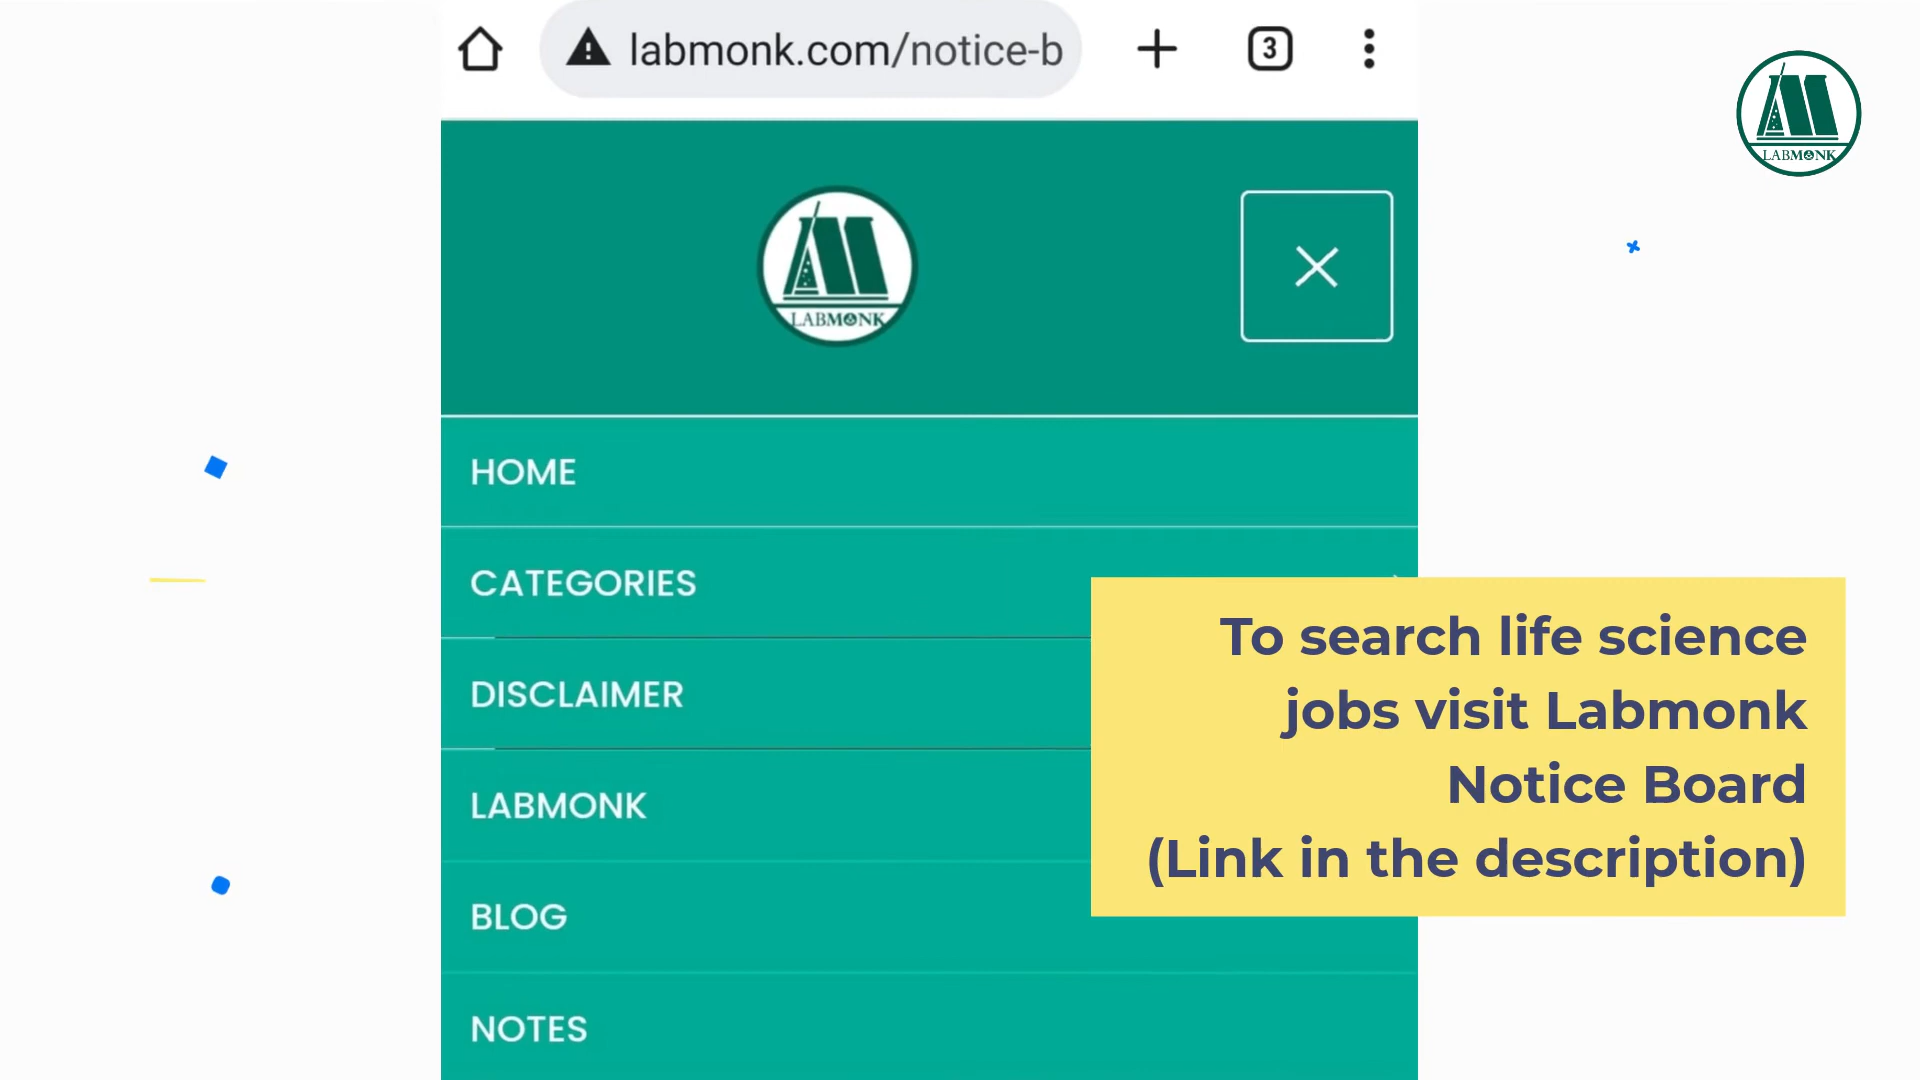 labmonk.com/notice-b
3
LABMONK
LABMONK
HOME
CATEGORIES
DISCLAIMER
LABMONK
BLOG
NOTES
To search life science
jobs visit Labmonk
Notice Board
(Link in the description)